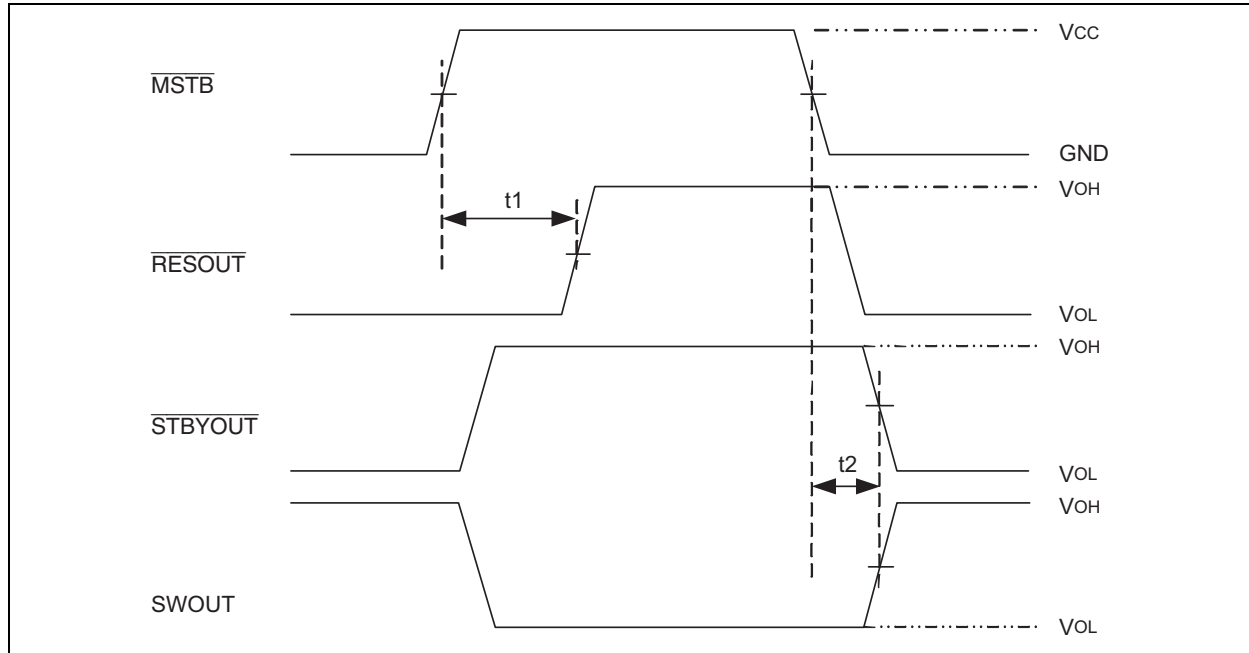 VCC
MSTB
GND
VOH
t1
RESOUT
VOL
VOH
STBYOUT
t2
VOL
VOH
SWOUT
VOL